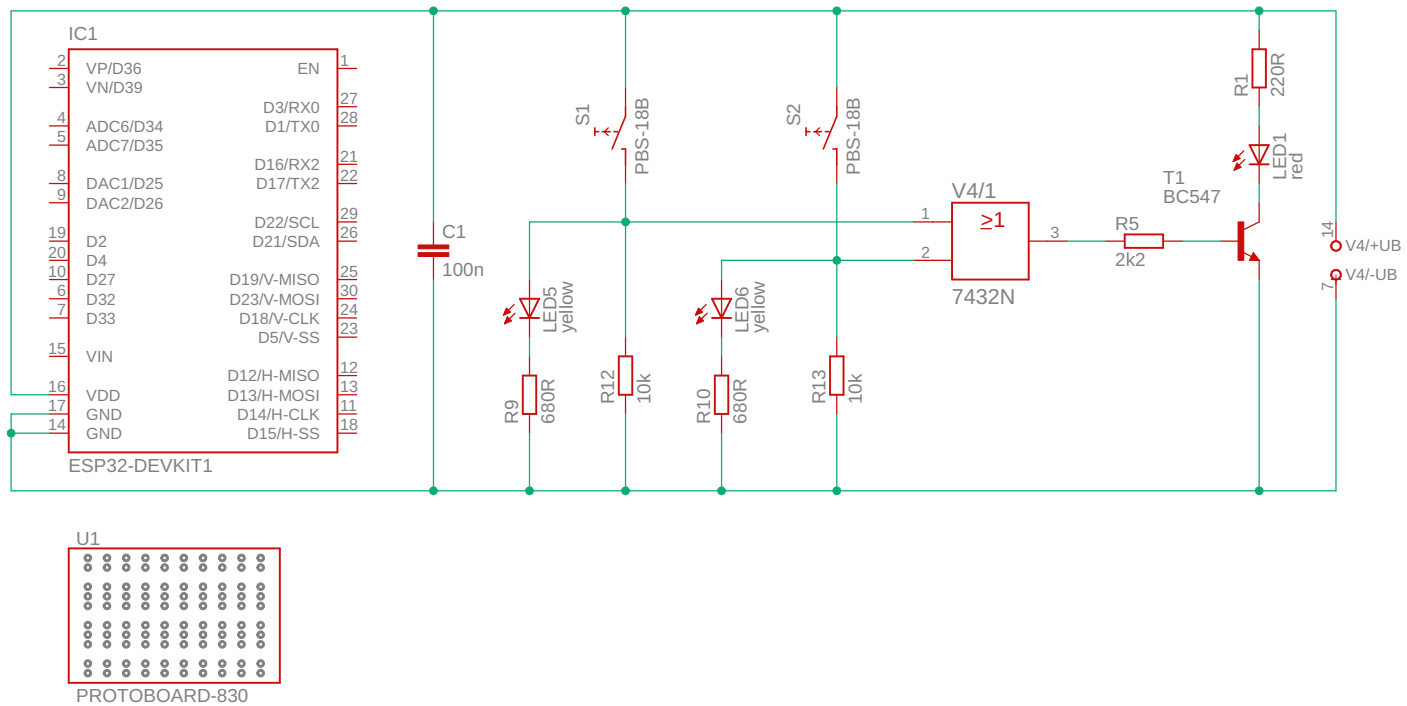 IC1
2 VP/D36 EN 1
3 VN/D39
D3/RX0 27
4 ADC6/D34 D1/TX0 28
5 ADC7/D35
D16/RX2 21
8 DAC1/D25 D17/TX2 22
9 DAC2/D26
D22/SCL 29
19 D2 D21/SDA 26
20 D4
10 D27 D19/V-MISO 25
6 D32 D23/V-MOSI 30
7 D33 D18/V-CLK 24
D5/V-SS 23
15 VIN
D12/H-MISO 12
16 VDD D13/H-MOSI 13
17 GND D14/H-CLK 11
14 GND D15/H-SS 18
ESP32-DEVKIT1
C1
100n
S1
PBS-18B
S2
PBS-18B
LED5
yellow
R9
680R
R12
10k
LED6
yellow
R10
680R
R13
10k
V4/1
≥1
1
2
3
7432N
R5
2k2
T1
BC547
R1
220R
LED1
red
14
V4/+UB
V4/-UB
7
U1
PROTOBOARD-830